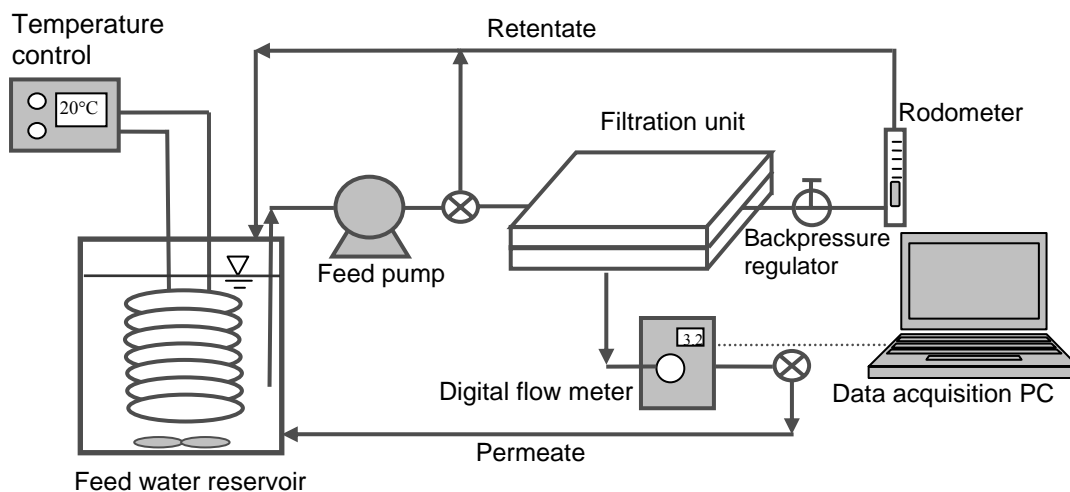 Temperature
control
20°C
Retentate
Rodometer
Filtration unit
Backpressure
regulator
Feed pump
3.2
Digital flow meter
Data acquisition PC
Permeate
Feed water reservoir